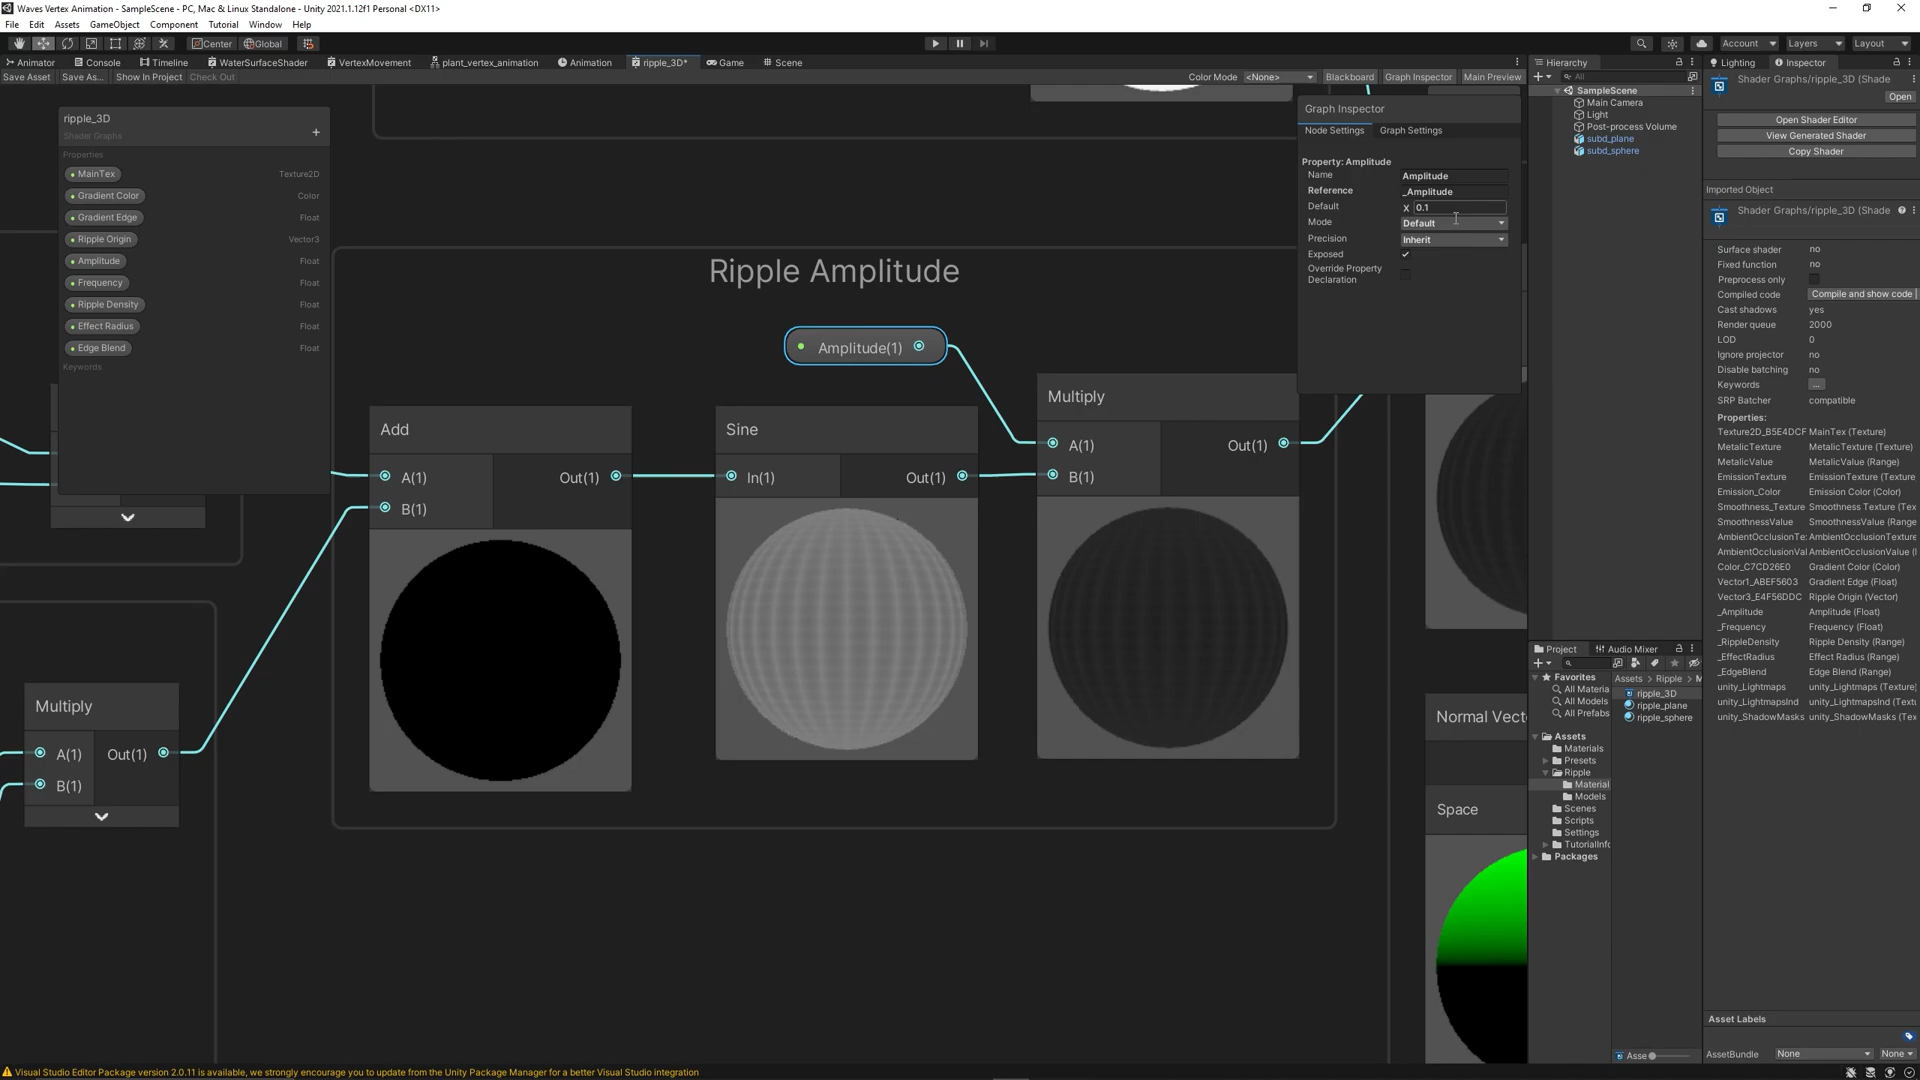 Waves Vertex Animation - SampleScene - PC, Mac & Linux Standalone - Unity 2021.1.12f1 Personal <DX11>
File Edit Assets GameObject Component Tutorial Window Help
Center Global Account Layers Layout
Animator Console Timeline WaterSurfaceShader VertexMovement plant_vertex_animation Animation ripple_3D* Game Scene
Save Asset Save As... Show In Project Check Out Color Mode <None> Blackboard Graph Inspector Main Preview
ripple_3D
Shader Graphs
Properties
MainTex Texture2D
Gradient Color Color
Gradient Edge Float
Ripple Origin Vector3
Amplitude Float
Frequency Float
Ripple Density Float
Effect Radius Float
Edge Blend Float
Keywords
Ripple Amplitude
Amplitude(1)
Add
A(1) Out(1)
B(1)
Sine
In(1) Out(1)
Multiply
A(1) Out(1)
B(1)
Multiply
A(1) Out(1)
B(1)
Normal Vect
Space
Graph Inspector
Node Settings Graph Settings
Property: Amplitude
Name Amplitude
Reference _Amplitude
Default X 0.1
Mode Default
Precision Inherit
Exposed
Override Property
Declaration
Hierarchy
All
SampleScene
Main Camera
Light
Post-process Volume
subd_plane
subd_sphere
Project Audio Mixer
Favorites
All Materia
All Models
All Prefabs
Assets
Materials
Presets
Ripple
Material
Models
Scenes
Scripts
Settings
TutorialInfo
Packages
Assets > Ripple > M
ripple_3D
ripple_plane
ripple_sphere
Asse
Lighting Inspector
Shader Graphs/ripple_3D (Shade
Open
Open Shader Editor
View Generated Shader
Copy Shader
Imported Object
Shader Graphs/ripple_3D (Shade
Surface shader no
Fixed function no
Preprocess only
Compiled code Compile and show code
Cast shadows yes
Render queue 2000
LOD 0
Ignore projector no
Disable batching no
Keywords ...
SRP Batcher compatible
Properties:
Texture2D_B5E4DCF MainTex (Texture)
MetalicTexture MetalicTexture (Texture)
MetalicValue MetalicValue (Range)
EmissionTexture EmissionTexture (Texture
Emission_Color Emission Color (Color)
Smoothness_Texture Smoothness Texture (Tex
SmoothnessValue SmoothnessValue (Range
AmbientOcclusionTe: AmbientOcclusionTexture
AmbientOcclusionVal AmbientOcclusionValue (
Color_C7CD26E0 Gradient Color (Color)
Vector1_ABEF5603 Gradient Edge (Float)
Vector3_E4F56DDC Ripple Origin (Vector)
_Amplitude Amplitude (Float)
_Frequency Frequency (Float)
_RippleDensity Ripple Density (Range)
_EffectRadius Effect Radius (Range)
_EdgeBlend Edge Blend (Range)
unity_Lightmaps unity_Lightmaps (Texture
unity_LightmapsInd unity_LightmapsInd (Textu
unity_ShadowMasks unity_ShadowMasks (Tex
Asset Labels
AssetBundle None None
Visual Studio Editor Package version 2.0.11 is available, we strongly encourage you to update from the Unity Package Manager for a better Visual Studio integration